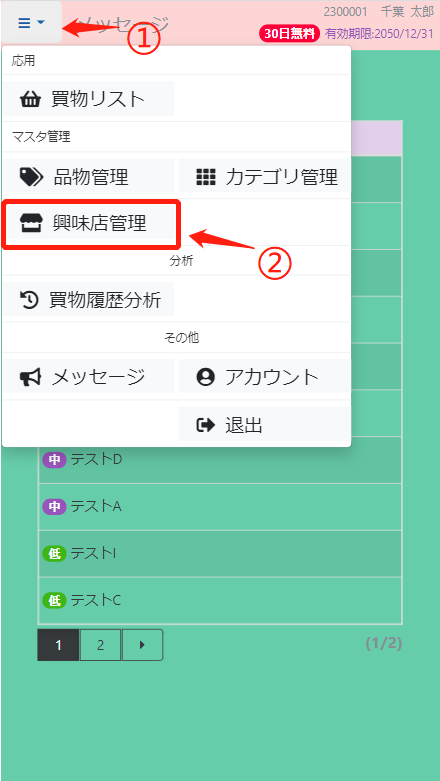 2300001 千葉 太郎
メッセージ
①
30日無料 有効期限:2050/12/31
応用
買物リスト
マスタ管理
品物管理 カテゴリ管理
興味店管理
②
分析
買物履歴分析
その他
メッセージ アカウント
退出
中 テストD
中 テストA
低 テストI
低 テストC
1 2
(1/2)